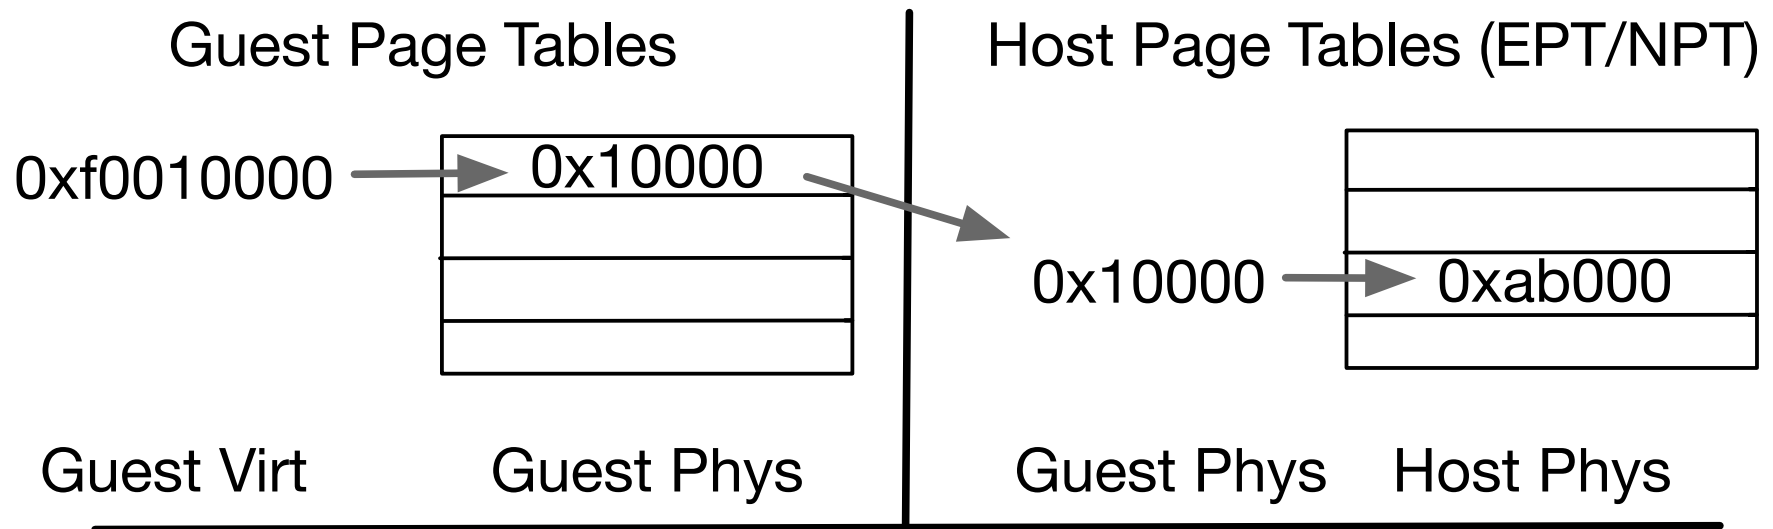 Guest Page Tables
Host Page Tables (EPT/NPT)
0xf0010000
0x10000
0x10000
0xab000
Guest Virt
Guest Phys
Guest Phys
Host Phys